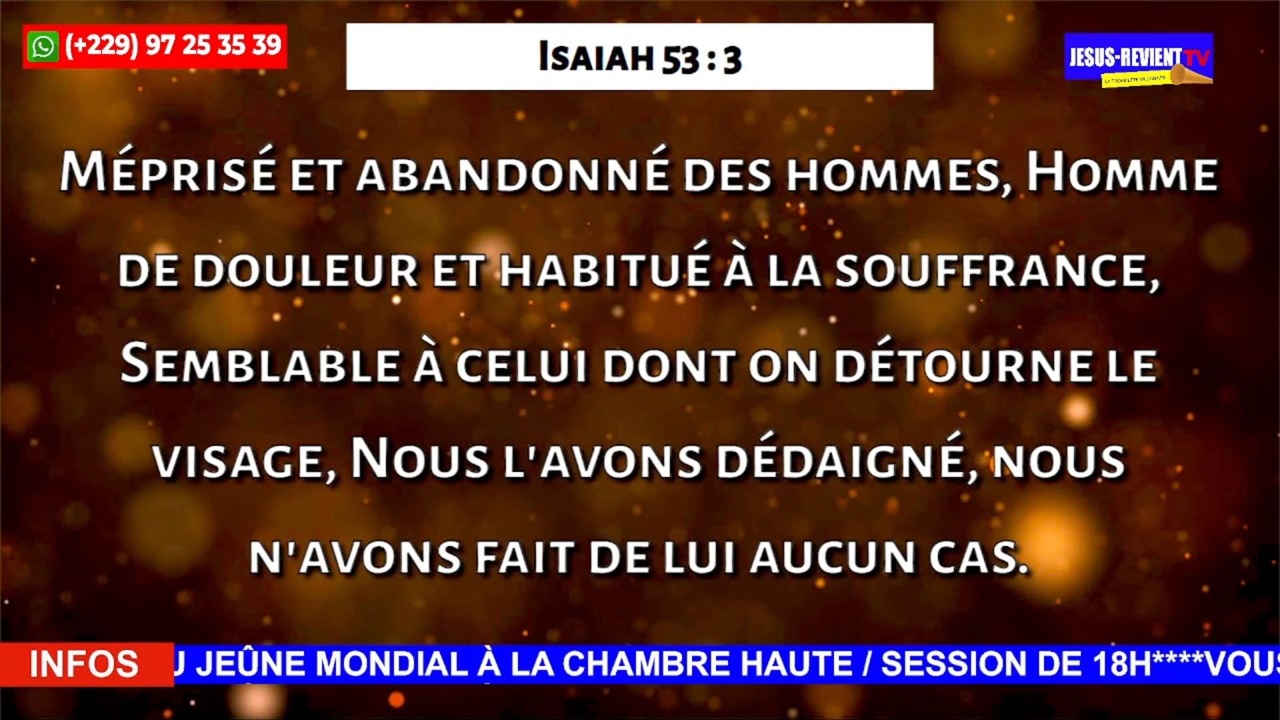 (+229) 97 25 35 39
Isaiah 53 : 3
JESUS-REVIENT TV
Méprisé et abandonné des hommes, Homme
de douleur et habitué à la souffrance,
Semblable à celui dont on détourne le
visage, Nous l'avons dédaigné, nous
n'avons fait de lui aucun cas.
INFOS
U JEÛNE MONDIAL À LA CHAMBRE HAUTE / SESSION DE 18H****VOUS